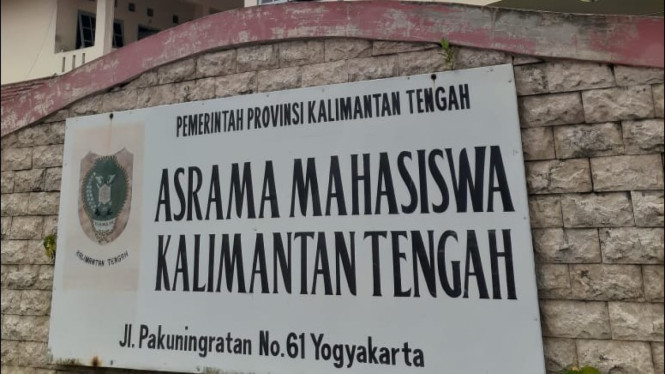 PEMERINTAH PROVINSI KALIMANTAN TENGAH
ASRAMA MAHASISWA
KALIMANTAN TENGAH
KALIMANTAN TENGAH
Jl. Pakuningratan No.61 Yogyakarta